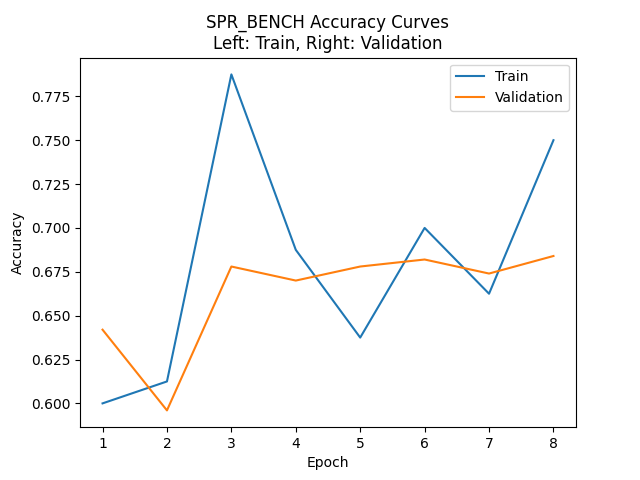 SPR_BENCH Accuracy Curves
Left: Train, Right: Validation
Train
Validation
Accuracy
0.775
0.750
0.725
0.700
0.675
0.650
0.625
0.600
1 2 3 4 5 6 7 8
Epoch